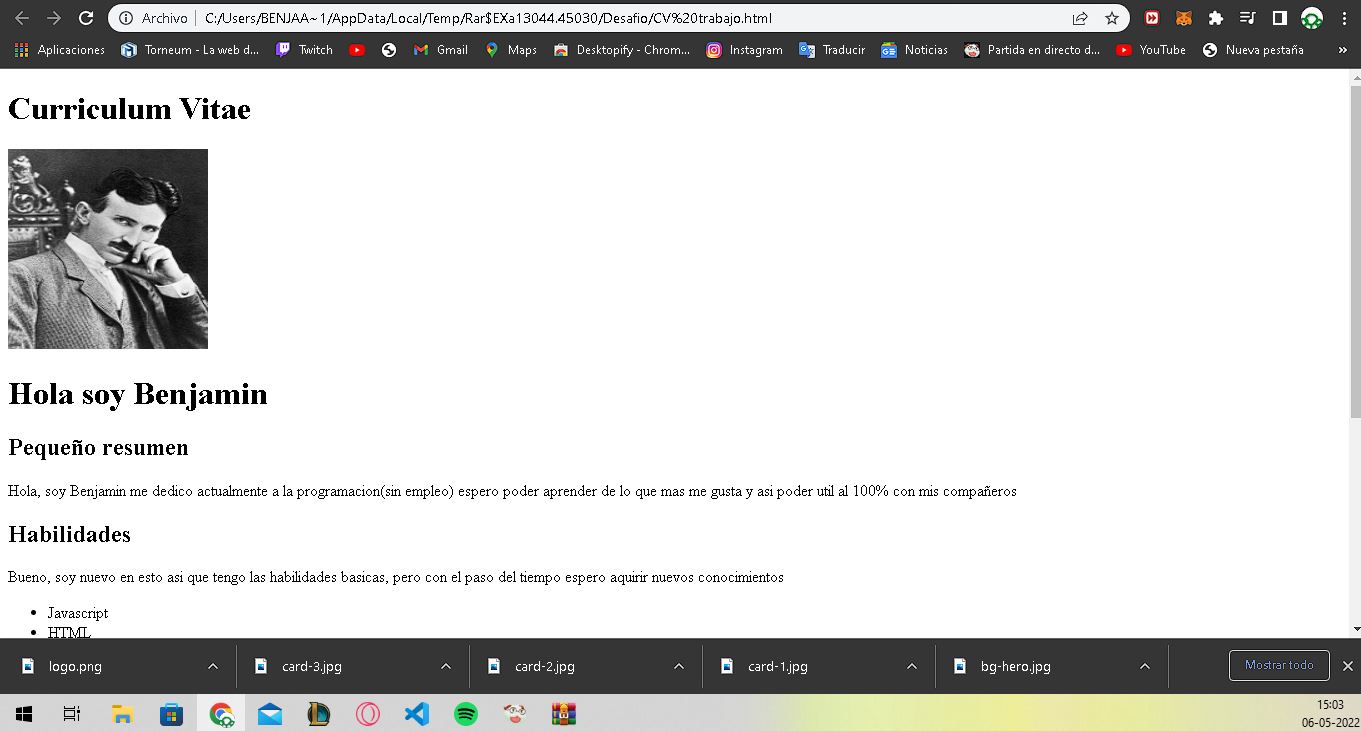 Archivo C:/Users/BENJAA~1/AppData/Local/Temp/Rar$EXa13044.45030/Desafio/CV%20trabajo.html
Aplicaciones Torneum - La web d... Twitch Gmail Maps Desktopify - Chrom... Instagram Traducir Noticias Partida en directo d... YouTube Nueva pestaña »
Curriculum Vitae
Hola soy Benjamin
Pequeño resumen
Hola, soy Benjamin me dedico actualmente a la programacion(sin empleo) espero poder aprender de lo que mas me gusta y asi poder util al 100% con mis compañeros
Habilidades
Bueno, soy nuevo en esto asi que tengo las habilidades basicas, pero con el paso del tiempo espero aquirir nuevos conocimientos
• Javascript
• HTML
logo.png card-3.jpg card-2.jpg card-1.jpg bg-hero.jpg Mostrar todo
15:03
06-05-2022